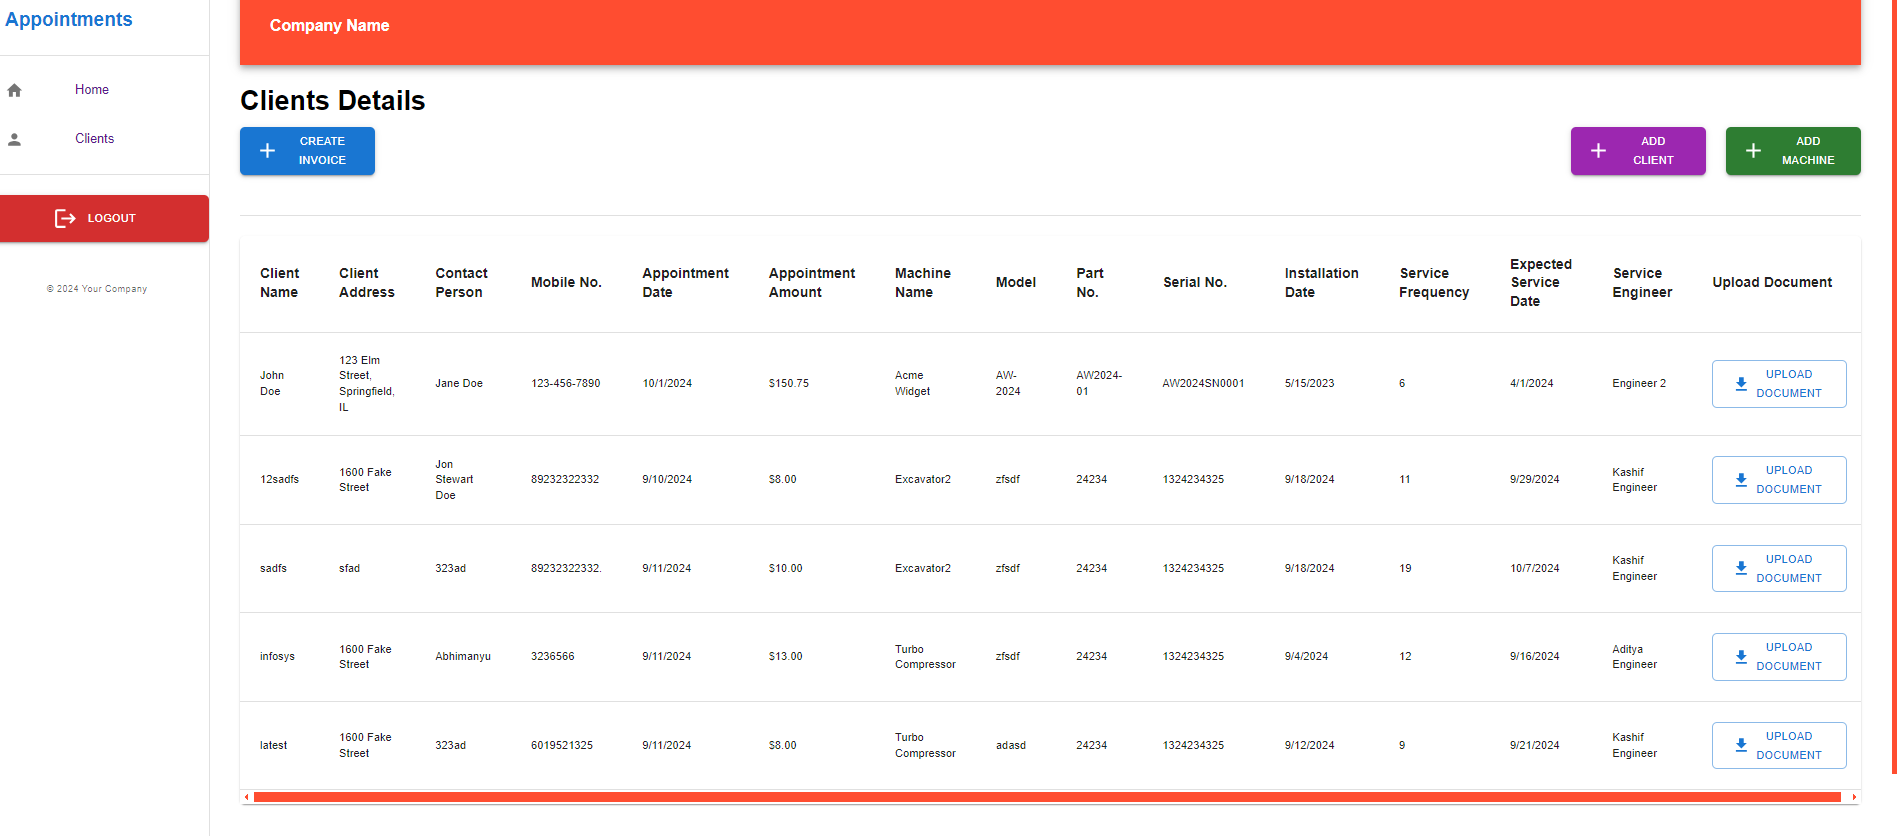 Appointments
Home
Clients
LOGOUT
© 2024 Your Company
Company Name
Clients Details
CREATE
INVOICE
ADD
CLIENT
ADD
MACHINE
Client
Name
Client
Address
Contact
Person
Mobile No.
Appointment
Date
Appointment
Amount
Machine
Name
Model
Part
No.
Serial No.
Installation
Date
Service
Frequency
Expected
Service
Date
Service
Engineer
Upload Document
John
Doe
123 Elm
Street,
Springfield,
IL
Jane Doe
123-456-7890
10/1/2024
$150.75
Acme
Widget
AW-
2024
AW2024-
01
AW2024SN0001
5/15/2023
6
4/1/2024
Engineer 2
UPLOAD
DOCUMENT
12sadfs
1600 Fake
Street
Jon
Stewart
Doe
89232322332
9/10/2024
$8.00
Excavator2
zfsdf
24234
1324234325
9/18/2024
11
9/29/2024
Kashif
Engineer
UPLOAD
DOCUMENT
sadfs
sfad
323ad
89232322332.
9/11/2024
$10.00
Excavator2
zfsdf
24234
1324234325
9/18/2024
19
10/7/2024
Kashif
Engineer
UPLOAD
DOCUMENT
infosys
1600 Fake
Street
Abhimanyu
3236566
9/11/2024
$13.00
Turbo
Compressor
zfsdf
24234
1324234325
9/4/2024
12
9/16/2024
Aditya
Engineer
UPLOAD
DOCUMENT
latest
1600 Fake
Street
323ad
6019521325
9/11/2024
$8.00
Turbo
Compressor
adasd
24234
1324234325
9/12/2024
9
9/21/2024
Kashif
Engineer
UPLOAD
DOCUMENT